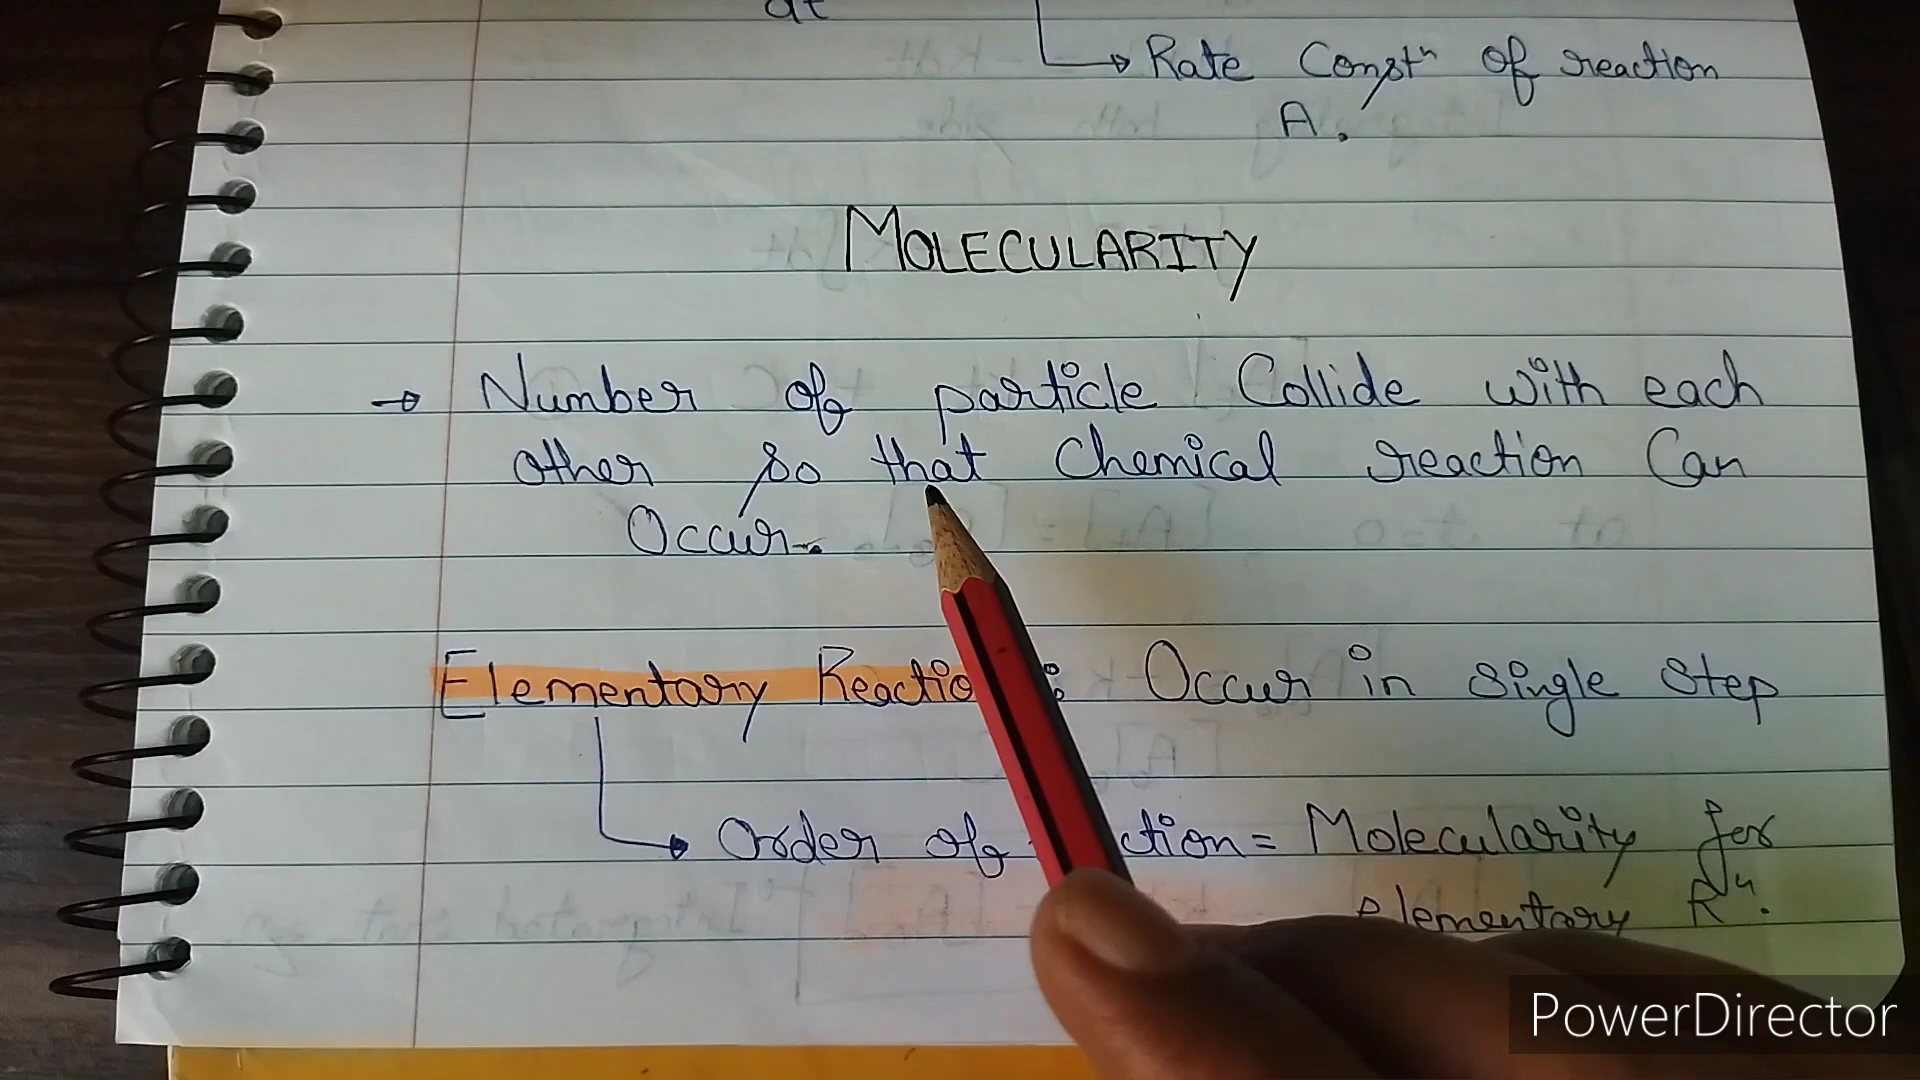 dt
Rate Constⁿ of reaction
A.
MOLECULARITY
→ Number of particle Collide with each
other so that Chemical reaction Can
Occur.
Elementary Reactio : Occur in single step
Order of ction = Molecularity for
elementary Rⁿ.
PowerDirector